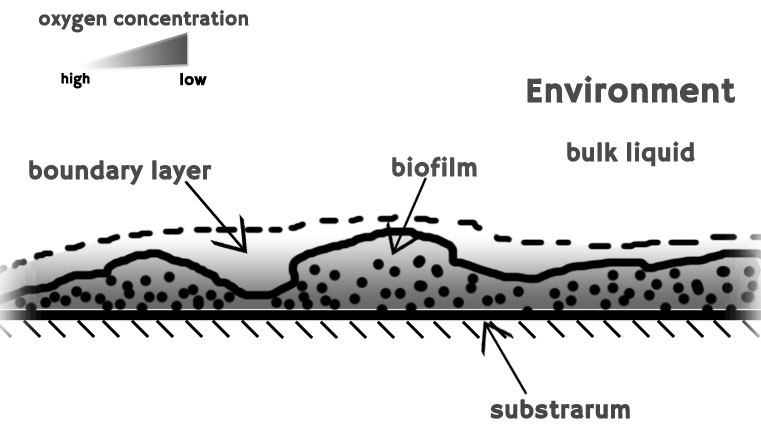 oxygen concentration
high low
Environment
bulk liquid
boundary layer
biofilm
substrarum